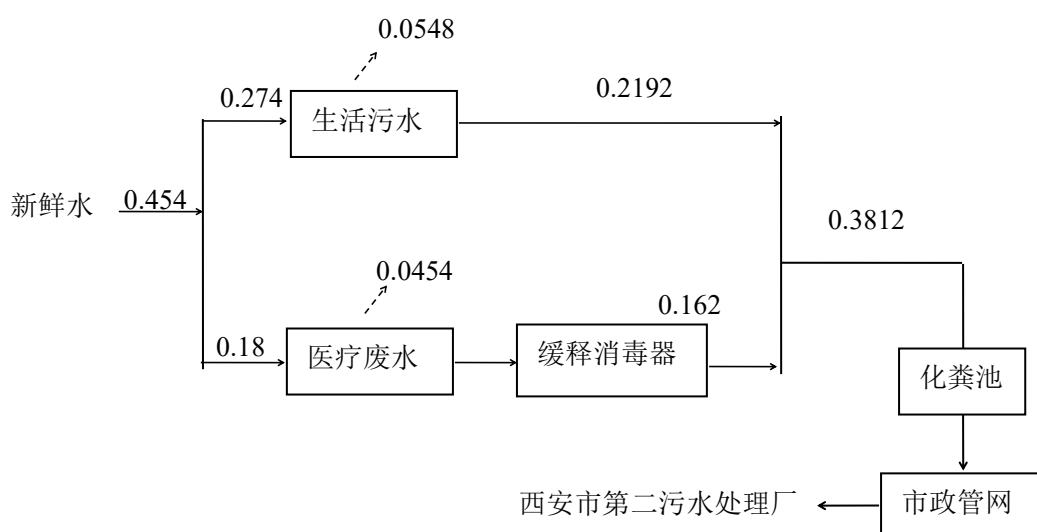 0.0548
0.274
生活污水
0.2192
新鲜水
0.454
0.3812
0.0454
0.162
0.18
医疗废水
缓释消毒器
化粪池
西安市第二污水处理厂
市政管网